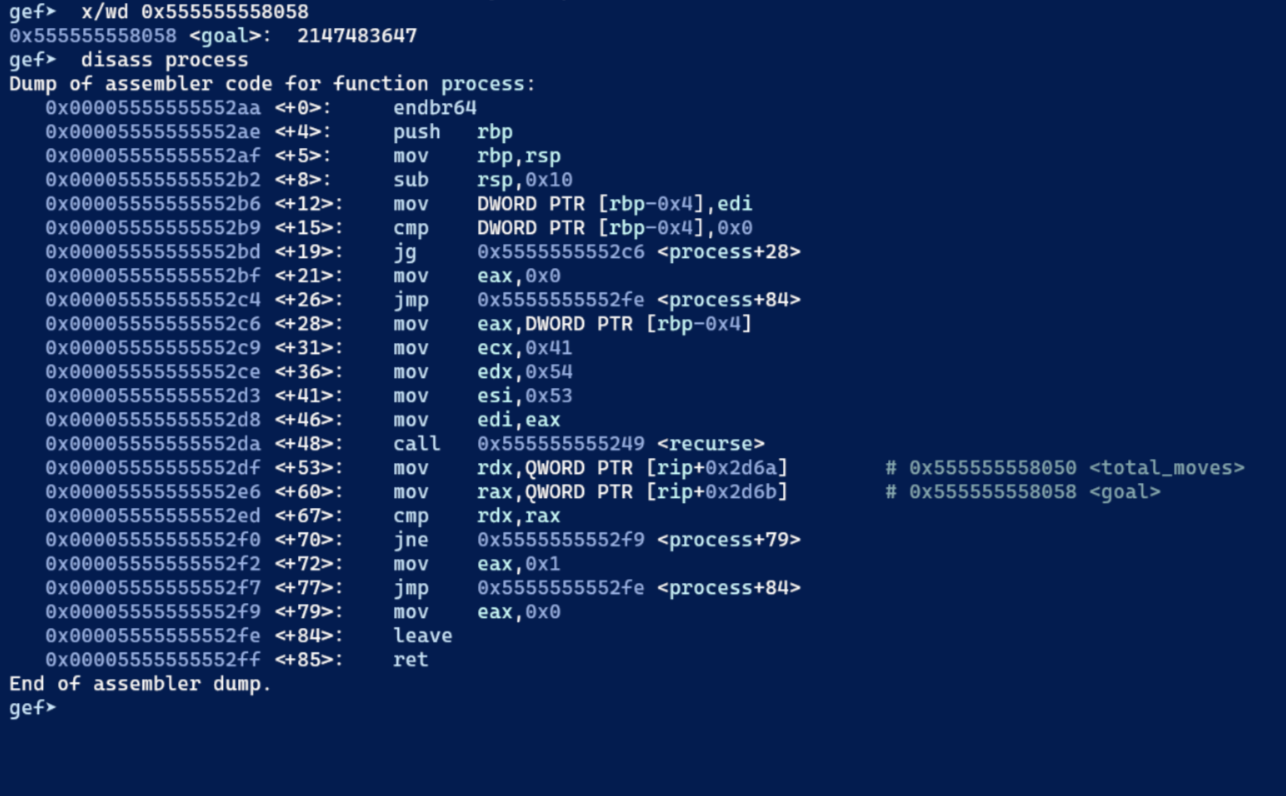 gef➤  x/wd 0x555555558058
0x555555558058 <goal>:  2147483647
gef➤  disass process
Dump of assembler code for function process:
   0x00005555555552aa <+0>:     endbr64
   0x00005555555552ae <+4>:     push   rbp
   0x00005555555552af <+5>:     mov    rbp,rsp
   0x00005555555552b2 <+8>:     sub    rsp,0x10
   0x00005555555552b6 <+12>:    mov    DWORD PTR [rbp-0x4],edi
   0x00005555555552b9 <+15>:    cmp    DWORD PTR [rbp-0x4],0x0
   0x00005555555552bd <+19>:    jg     0x5555555552c6 <process+28>
   0x00005555555552bf <+21>:    mov    eax,0x0
   0x00005555555552c4 <+26>:    jmp    0x5555555552fe <process+84>
   0x00005555555552c6 <+28>:    mov    eax,DWORD PTR [rbp-0x4]
   0x00005555555552c9 <+31>:    mov    ecx,0x41
   0x00005555555552ce <+36>:    mov    edx,0x54
   0x00005555555552d3 <+41>:    mov    esi,0x53
   0x00005555555552d8 <+46>:    mov    edi,eax
   0x00005555555552da <+48>:    call   0x555555555249 <recurse>
   0x00005555555552df <+53>:    mov    rdx,QWORD PTR [rip+0x2d6a]        # 0x555555558050 <total_moves>
   0x00005555555552e6 <+60>:    mov    rax,QWORD PTR [rip+0x2d6b]        # 0x555555558058 <goal>
   0x00005555555552ed <+67>:    cmp    rdx,rax
   0x00005555555552f0 <+70>:    jne    0x5555555552f9 <process+79>
   0x00005555555552f2 <+72>:    mov    eax,0x1
   0x00005555555552f7 <+77>:    jmp    0x5555555552fe <process+84>
   0x00005555555552f9 <+79>:    mov    eax,0x0
   0x00005555555552fe <+84>:    leave
   0x00005555555552ff <+85>:    ret
End of assembler dump.
gef➤